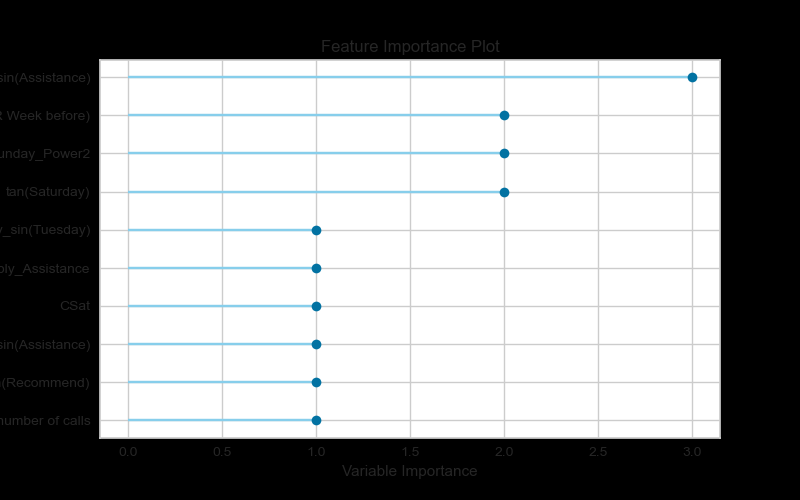 Feature Importance Plot
sin(Assistance)
Week before)
unday_Power2
tan(Saturday)
_sin(Tuesday)
ply_Assistance
CSat
sin(Assistance)
(Recommend)
number of calls
0.0 0.5 1.0 1.5 2.0 2.5 3.0
Variable Importance